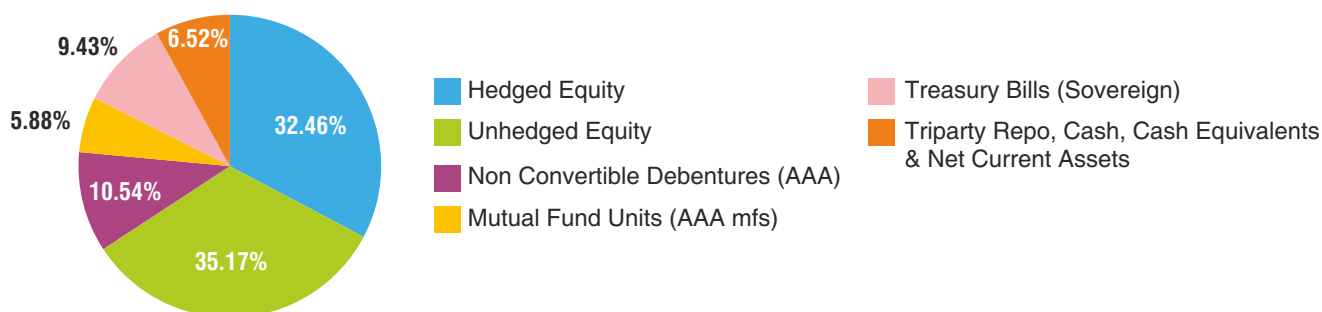 6.52%
9.43%
32.46%
5.88%
10.54%
35.17%
Hedged Equity
Unhedged Equity
Non Convertible Debentures (AAA)
Mutual Fund Units (AAA mfs)
Treasury Bills (Sovereign)
Triparty Repo, Cash, Cash Equivalents
& Net Current Assets